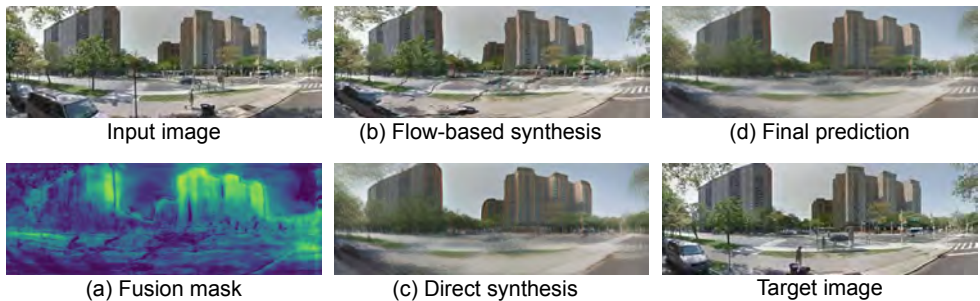 Input image
(b) Flow-based synthesis
(d) Final prediction
(a) Fusion mask
(c) Direct synthesis
Target image